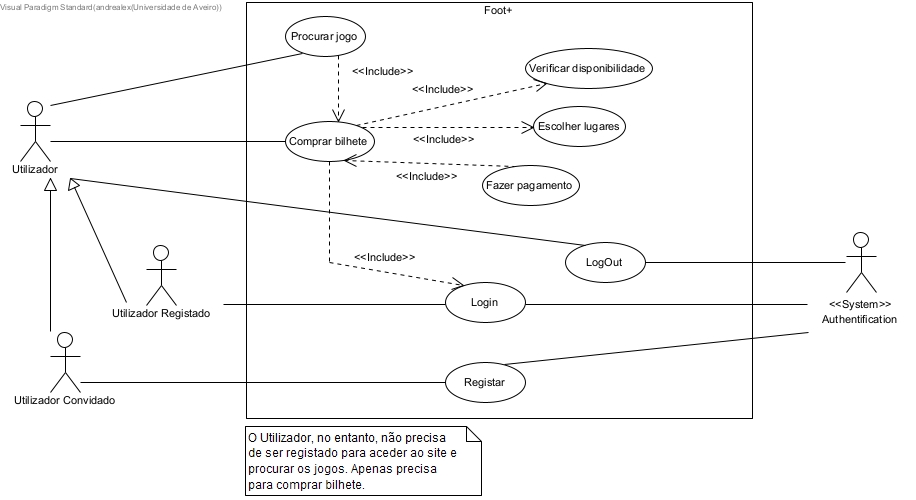 Visual Paradigm Standard(andrealex(Universidade de Aveiro))
Foot+
Procurar jogo
<<Include>>
Verificar disponibilidade
<<Include>>
Escolher lugares
Comprar bilhete
<<Include>>
Utilizador
<<Include>>
Fazer pagamento
<<Include>>
LogOut
Login
<<System>>
Authentification
Utilizador Registado
Registar
Utilizador Convidado
O Utilizador, no entanto, não precisa
de ser registado para aceder ao site e
procurar os jogos. Apenas precisa
para comprar bilhete.